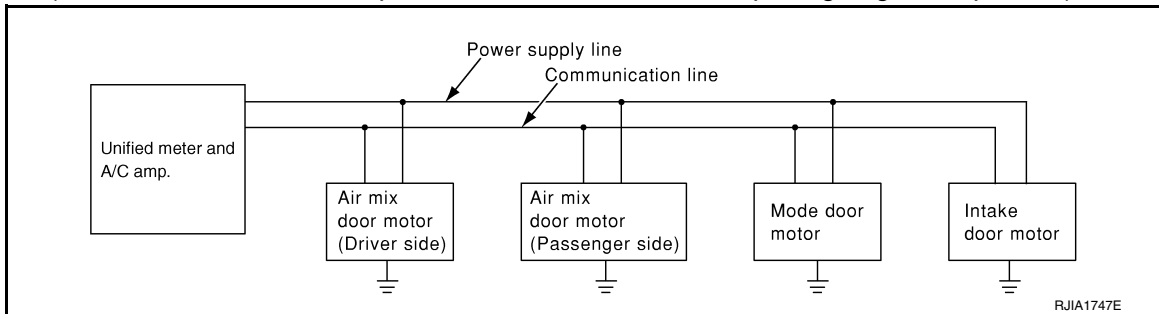 Power supply line
Communication line
Unified meter and
A/C amp.
Air mix
door motor
(Driver side)
Air mix
door motor
(Passenger side)
Mode door
motor
Intake
door motor
RJIA1747E